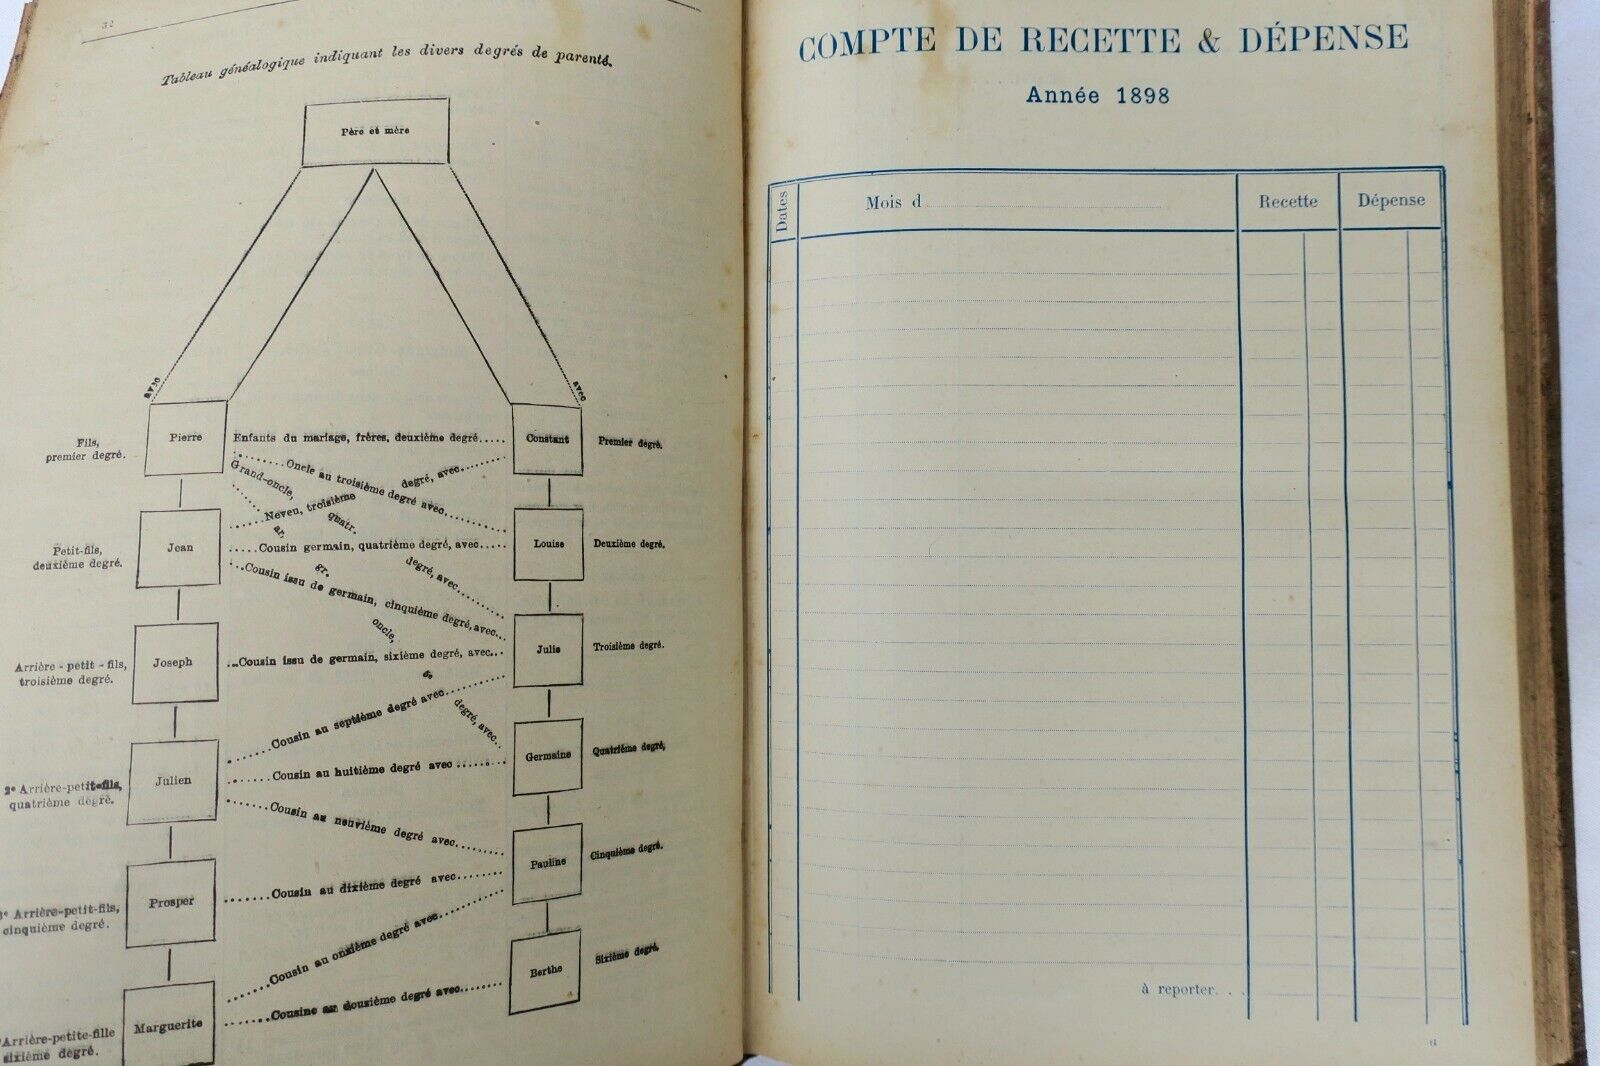 32
Tableau généalogique indiquant les divers degrés de parenté.
Père et mère
avec
avec
Fils,
premier degré.
Pierre
Enfants du mariage, frères, deuxième degré.....
Constant
Premier degré.
Oncle au troisième degré avec
Grand-oncle, quatr. degré, avec
Neveu, troisième degré, avec
Petit-fils,
deuxième degré.
Jean
Cousin germain, quatrième degré, avec
Louise
Deuxième degré.
ar. gr. oncle, 5e degré, avec
Cousin issu de germain, cinquième degré, avec
Arrière-petit-fils,
troisième degré.
Joseph
Cousin issu de germain, sixième degré, avec
Julie
Troisième degré.
Cousin au septième degré avec
2e Arrière-petit-fils,
quatrième degré.
Julien
Cousin au huitième degré avec
Germaine
Quatrième degré,
Cousin au neuvième degré avec
Arrière-petit-fils,
cinquième degré.
Prosper
Cousin au dixième degré avec
Pauline
Cinquième degré.
Cousin au onxième degré avec
Arrière-petite-fille
sixième degré.
Marguerite
Cousine au douxième degré avec
Berthe
Sixième degré,
COMPTE DE RECETTE & DÉPENSE
Année 1898
Dates
Mois d
Recette
Dépense
à reporter. . .